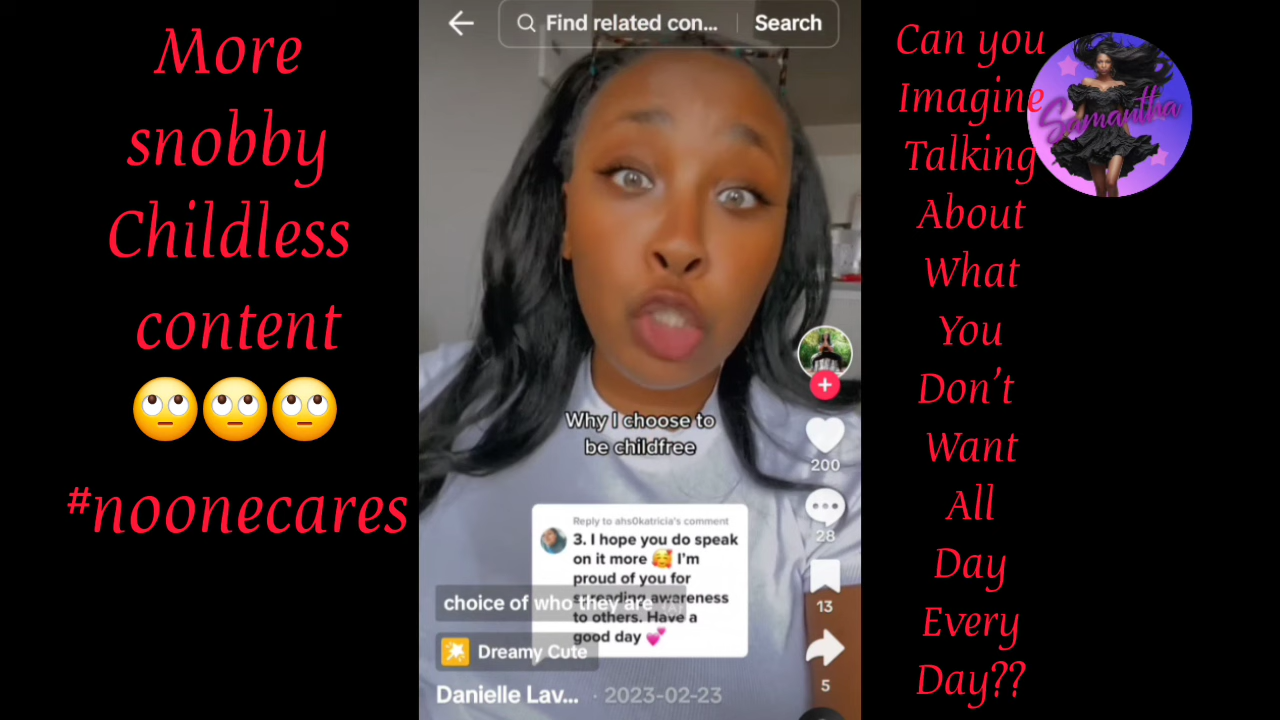 More
snobby
Childless
content
🙄🙄🙄
#noonecares
Find related con... Search
Why I choose to
be childfree
Reply to ahs0katricia's comment
3. I hope you do speak
on it more 🥰 I'm
proud of you for
spreading awareness
to others. Have a
good day 💕
choice of who they are
Dreamy Cute
Danielle Lav... · 2023-02-23
200
28
13
5
Can you
Imagine
Talking
About
What
You
Don't
Want
All
Day
Every
Day??
Samantha